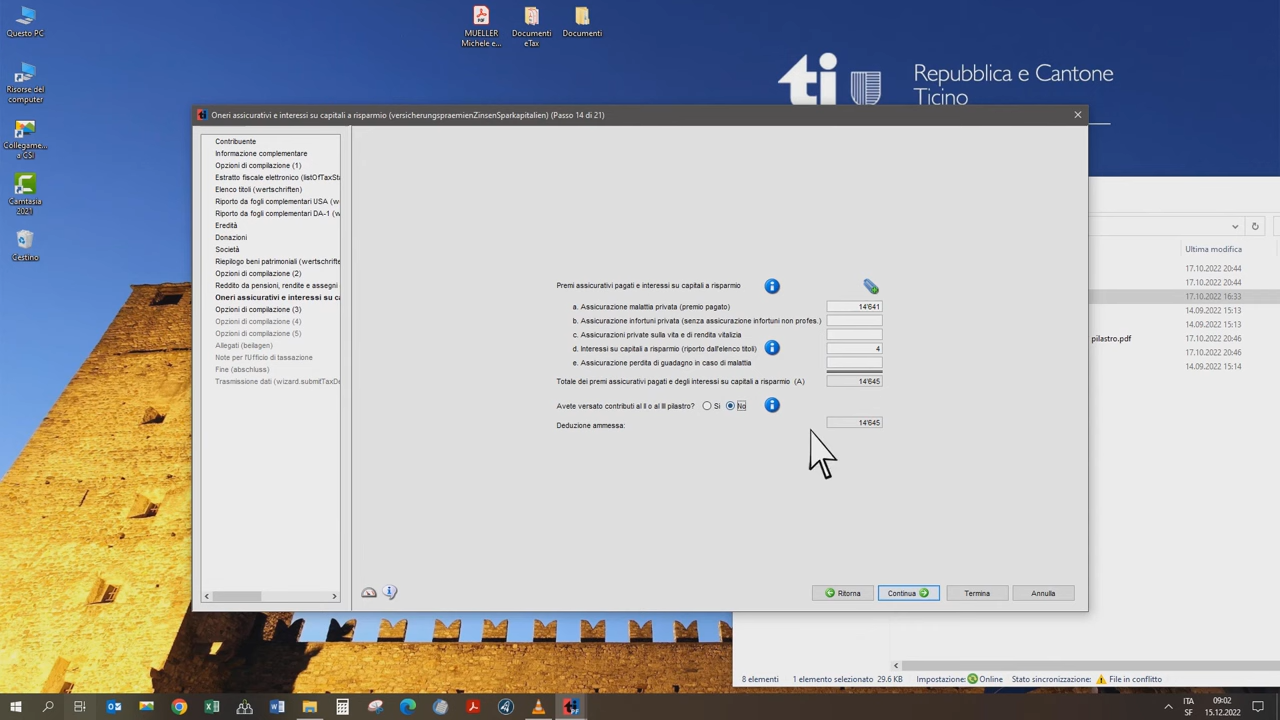 Questo PC
Risorse del
computer
Collegame...
a CSI
Camtasia
2021
Cestino
MUELLER
Michele e...
Documenti
eTax
Documenti
ti
Repubblica e Cantone
Ticino
Oneri assicurativi e interessi su capitali a risparmio (versicherungspraemienZinsenSparkapitalien) (Passo 14 di 21)
Contribuente
Informazione complementare
Opzioni di compilazione (1)
Estratto fiscale elettronico (listOfTaxSta
Elenco titoli (wertschriften)
Riporto da fogli complementari USA (w
Riporto da fogli complementari DA-1 (w
Eredità
Donazioni
Società
Riepilogo beni patrimoniali (wertschrifte
Opzioni di compilazione (2)
Reddito da pensioni, rendite e assegni
Oneri assicurativi e interessi su ca
Opzioni di compilazione (3)
Opzioni di compilazione (4)
Opzioni di compilazione (5)
Allegati (beilagen)
Note per l'Ufficio di tassazione
Fine (abschluss)
Trasmissione dati (wizard.submitTaxDe
Premi assicurativi pagati e interessi su capitali a risparmio
a. Assicurazione malattia privata (premio pagato) 14'641
b. Assicurazione infortuni privata (senza assicurazione infortuni non profes.)
c. Assicurazioni private sulla vita e di rendita vitalizia
d. Interessi su capitali a risparmio (riporto dall'elenco titoli) 4
e. Assicurazione perdita di guadagno in caso di malattia
Totale dei premi assicurativi pagati e degli interessi su capitali a risparmio (A) 14'645
Avete versato contributi al II o al III pilastro? Sì No
Deduzione ammessa: 14'645
Ritorna Continua Termina Annulla
Ultima modifica
17.10.2022 20:44
17.10.2022 20:44
17.10.2022 16:33
14.09.2022 15:13
14.09.2022 15:13
pilastro.pdf 17.10.2022 20:46
17.10.2022 20:46
14.09.2022 15:14
8 elementi 1 elemento selezionato 29.6 KB Impostazione: Online Stato sincronizzazione: File in conflitto
ITA
SF
09:02
15.12.2022